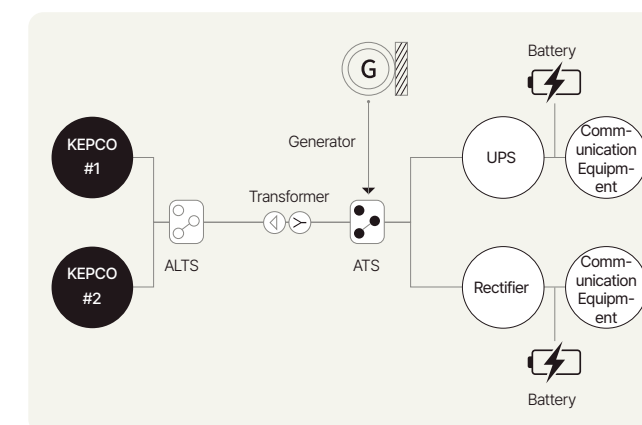 Battery
G
KEPCO
#1
Generator
UPS
Comm-
unication
Equipm-
ent
Transformer
ALTS
ATS
KEPCO
#2
Rectifier
Comm-
unication
Equipm-
ent
Battery